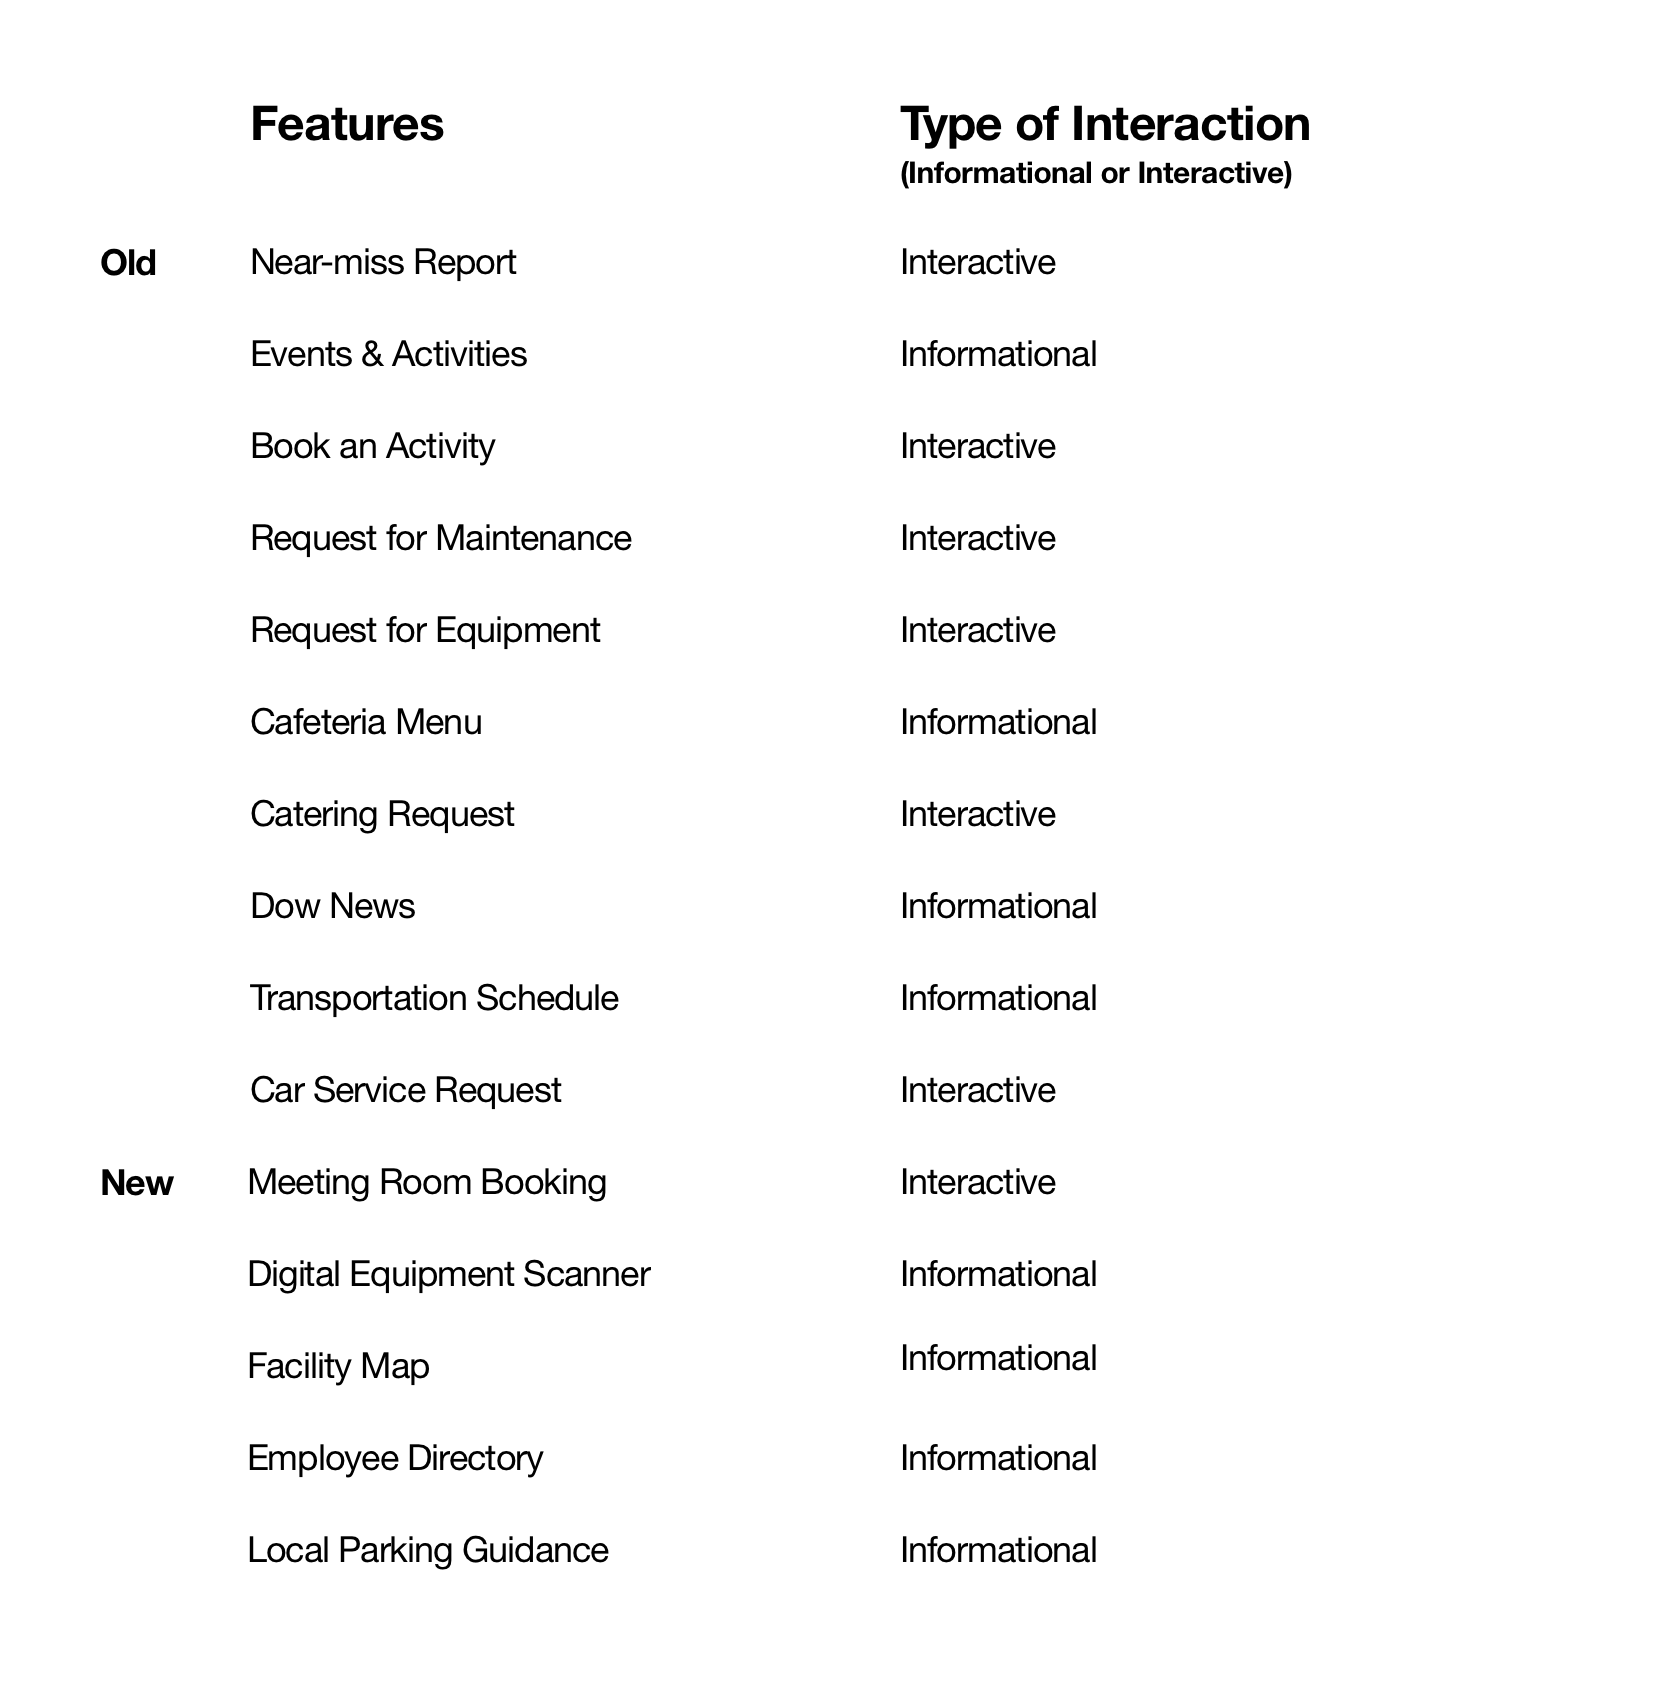 Features Type of Interaction
(Informational or Interactive)
Old Near-miss Report Interactive
Events & Activities Informational
Book an Activity Interactive
Request for Maintenance Interactive
Request for Equipment Interactive
Cafeteria Menu Informational
Catering Request Interactive
Dow News Informational
Transportation Schedule Informational
Car Service Request Interactive
New Meeting Room Booking Interactive
Digital Equipment Scanner Informational
Facility Map Informational
Employee Directory Informational
Local Parking Guidance Informational